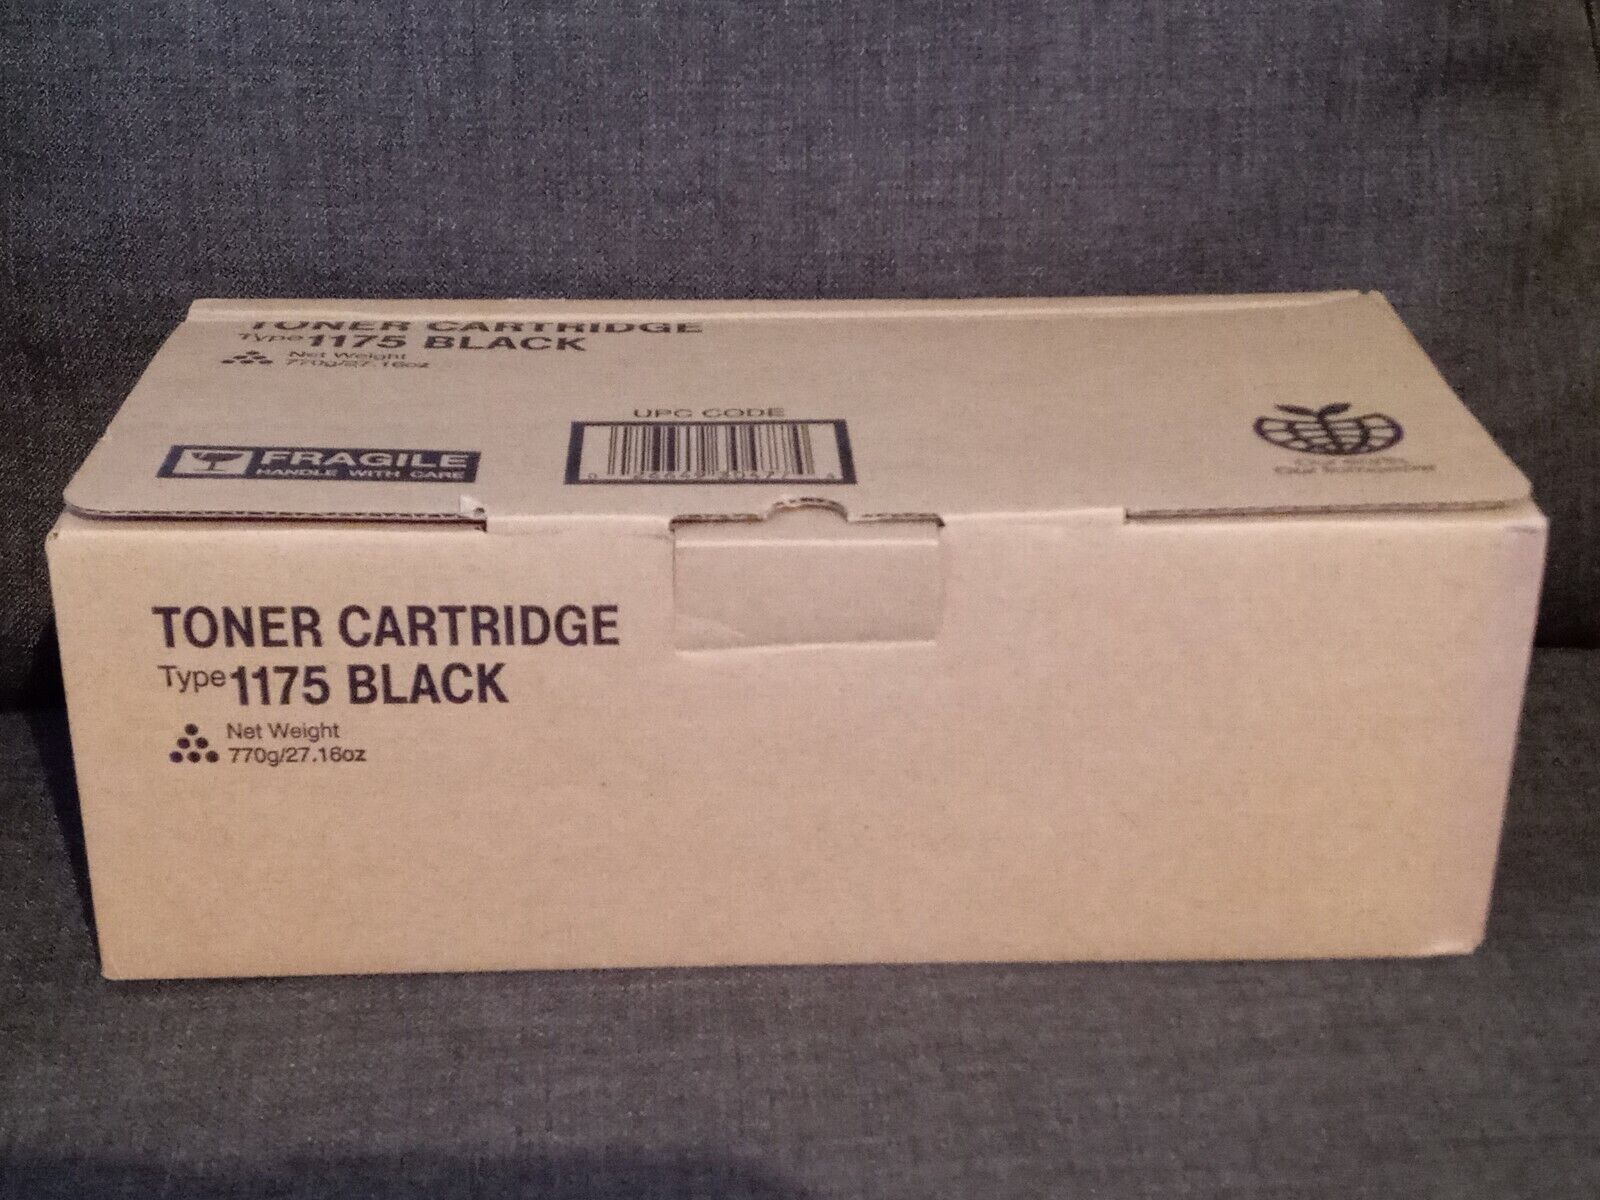 TONER CARTRIDGE
Type 1175 BLACK
Net Weight
770g/27.16oz
UPC CODE
FRAGILE
HANDLE WITH CARE
TONER CARTRIDGE
Type 1175 BLACK
Net Weight
770g/27.16oz